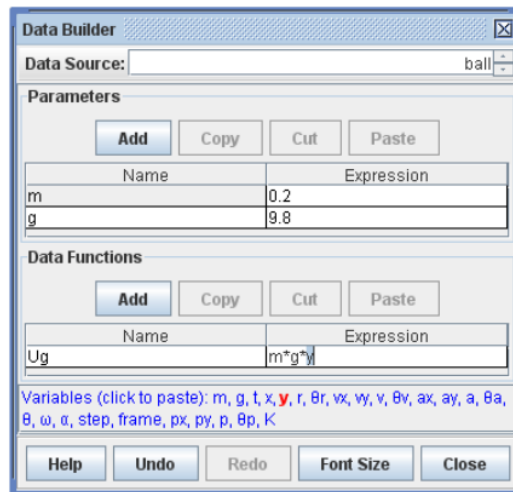 Data Builder
Data Source: ball
Parameters
Add Copy Cut Paste
Name Expression
m 0.2
g 9.8
Data Functions
Add Copy Cut Paste
Name Expression
Ug m*g*y
Variables (click to paste): m, g, t, x, y, r, θr, vx, vy, v, θv, ax, ay, a, θa,
θ, ω, α, step, frame, px, py, p, θp, K
Help Undo Redo Font Size Close